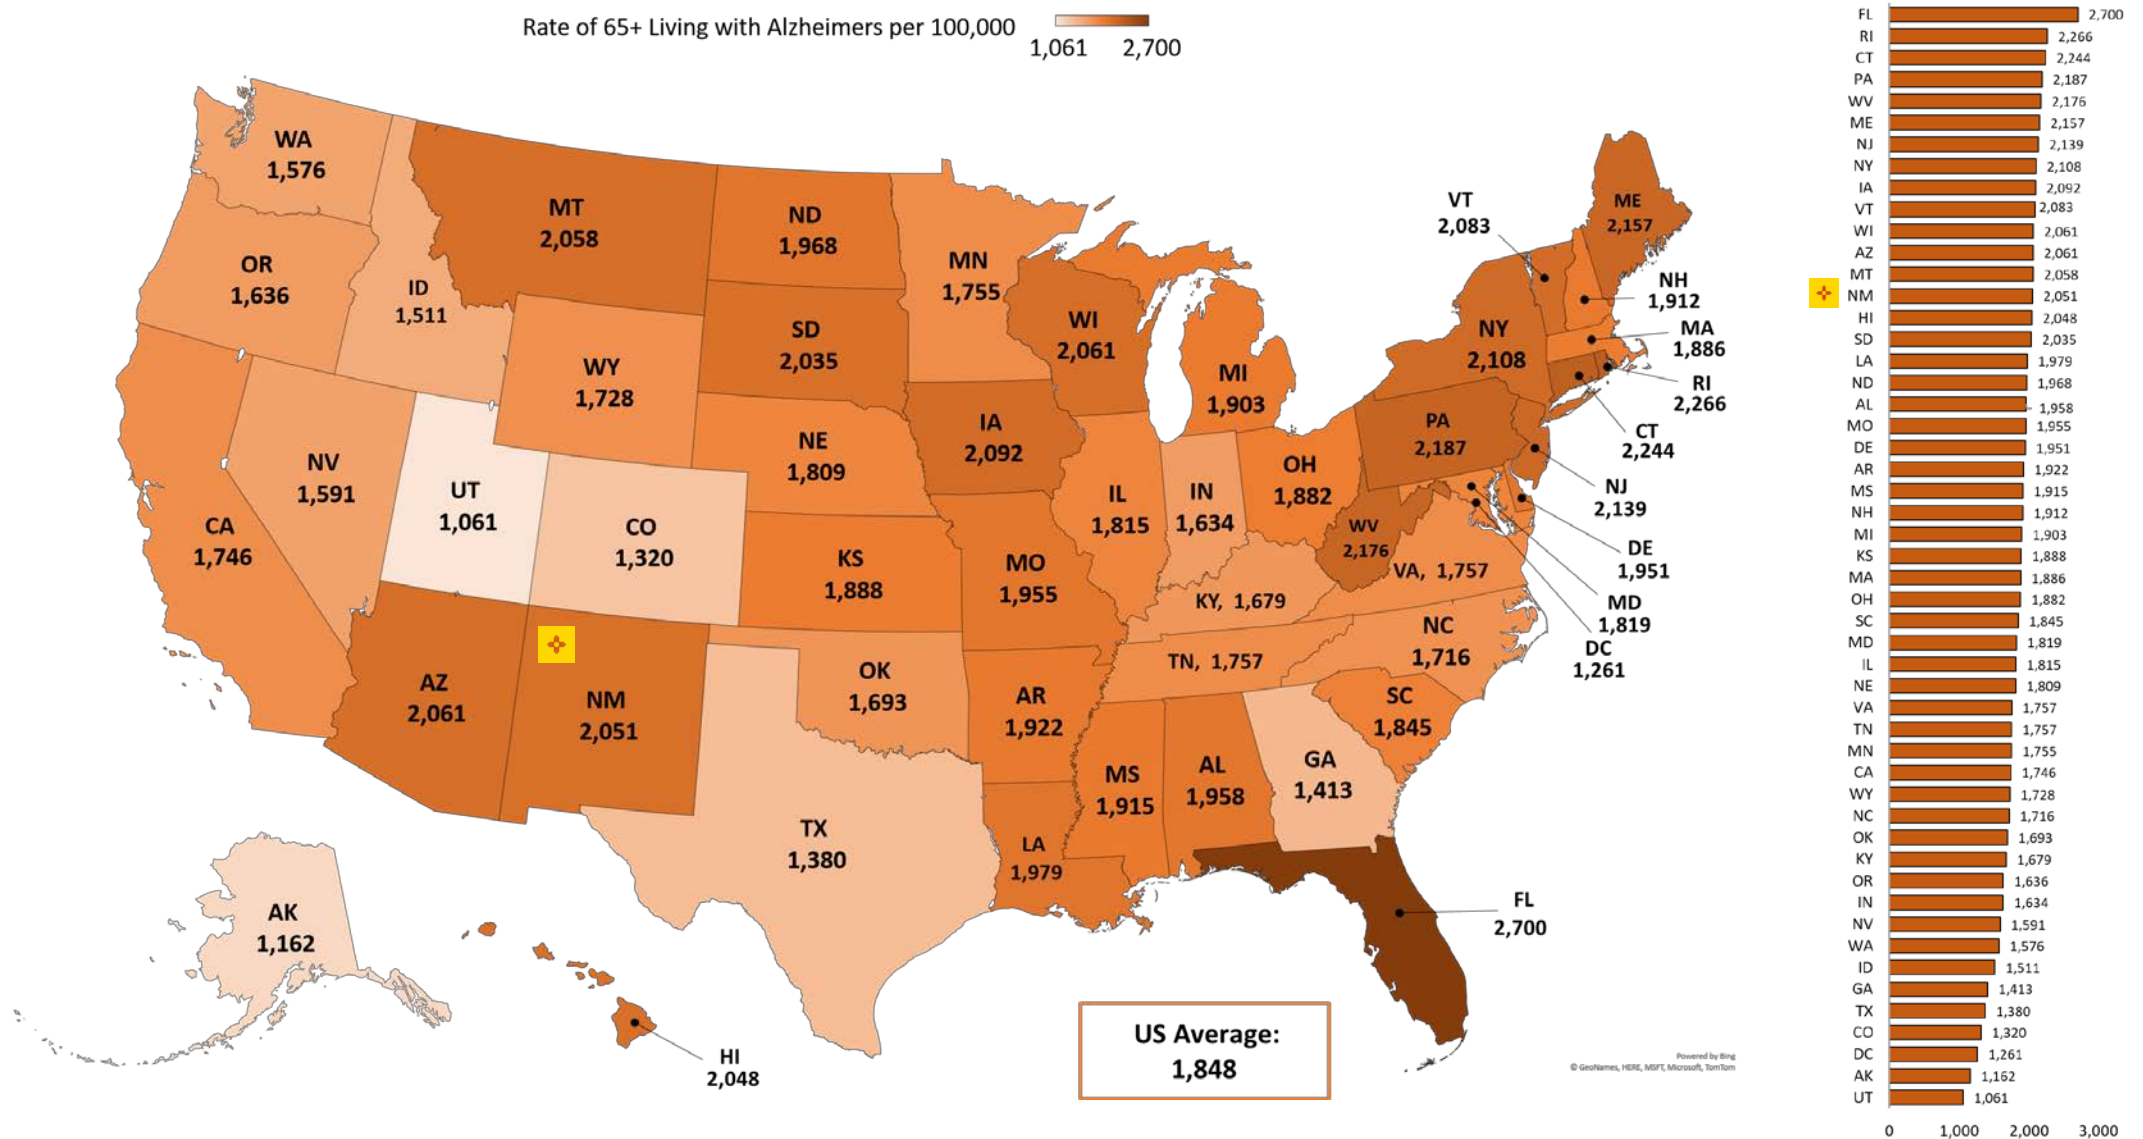 Rate of 65+ Living with Alzheimers per 100,000
1,061 2,700
WA
1,576
OR
1,636
ID
1,511
MT
2,058
ND
1,968
MN
1,755
WY
1,728
SD
2,035
WI
2,061
MI
1,903
VT
2,083
ME
2,157
NH
1,912
NY
2,108
MA
1,886
RI
2,266
CT
2,244
PA
2,187
NJ
2,139
DE
1,951
MD
1,819
DC
1,261
CA
1,746
NV
1,591
UT
1,061
CO
1,320
NE
1,809
IA
2,092
KS
1,888
MO
1,955
IL
1,815
IN
1,634
OH
1,882
WV
2,176
VA, 1,757
KY, 1,679
TN, 1,757
NC
1,716
SC
1,845
AZ
2,061
NM
2,051
OK
1,693
AR
1,922
MS
1,915
AL
1,958
GA
1,413
TX
1,380
LA
1,979
FL
2,700
AK
1,162
HI
2,048
US Average:
1,848
Powered by Bing
© GeoNames, HERE, MSFT, Microsoft, TomTom
FL 2,700
RI 2,266
CT 2,244
PA 2,187
WV 2,176
ME 2,157
NJ 2,139
NY 2,108
IA 2,092
VT 2,083
WI 2,061
AZ 2,061
MT 2,058
NM 2,051
HI 2,048
SD 2,035
LA 1,979
ND 1,968
AL 1,958
MO 1,955
DE 1,951
AR 1,922
MS 1,915
NH 1,912
MI 1,903
KS 1,888
MA 1,886
OH 1,882
SC 1,845
MD 1,819
IL 1,815
NE 1,809
VA 1,757
TN 1,757
MN 1,755
CA 1,746
WY 1,728
NC 1,716
OK 1,693
KY 1,679
OR 1,636
IN 1,634
NV 1,591
WA 1,576
ID 1,511
GA 1,413
TX 1,380
CO 1,320
DC 1,261
AK 1,162
UT 1,061
0 1,000 2,000 3,000